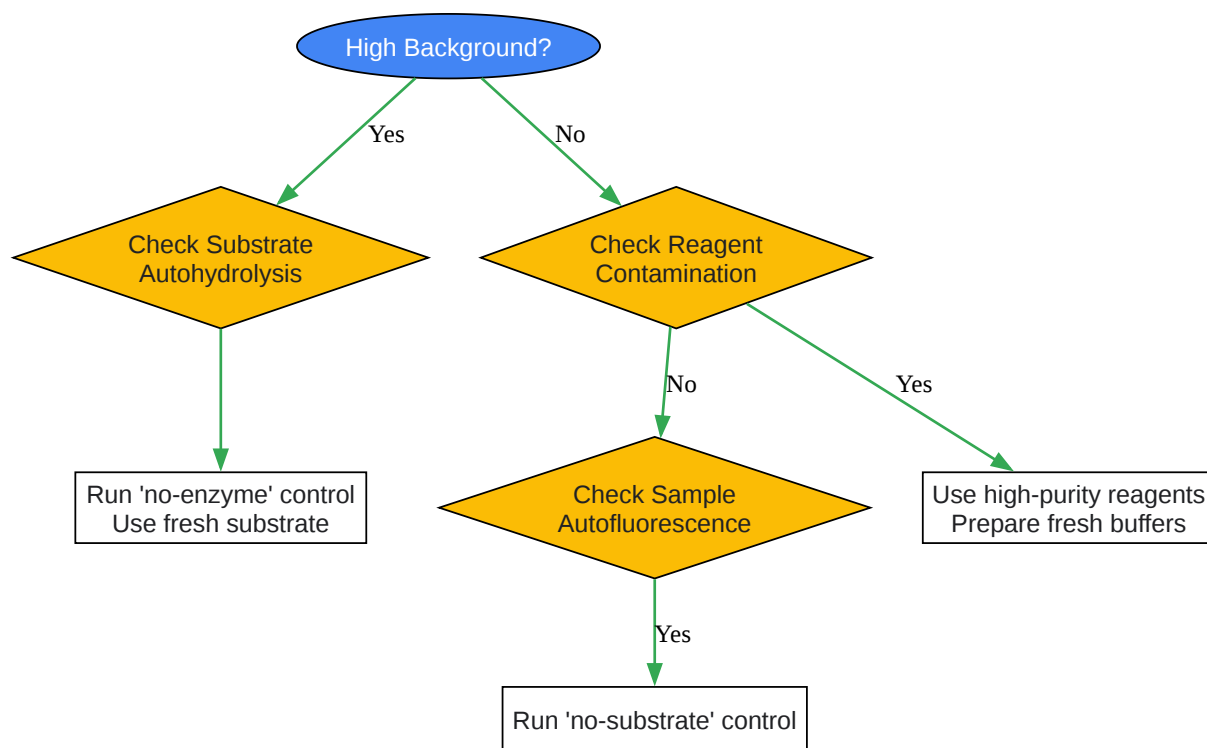 High Background?
Yes
No
Check Substrate
Autohydrolysis
Check Reagent
Contamination
No
Yes
Run 'no-enzyme' control
Use fresh substrate
Check Sample
Autofluorescence
Use high-purity reagents
Prepare fresh buffers
Yes
Run 'no-substrate' control